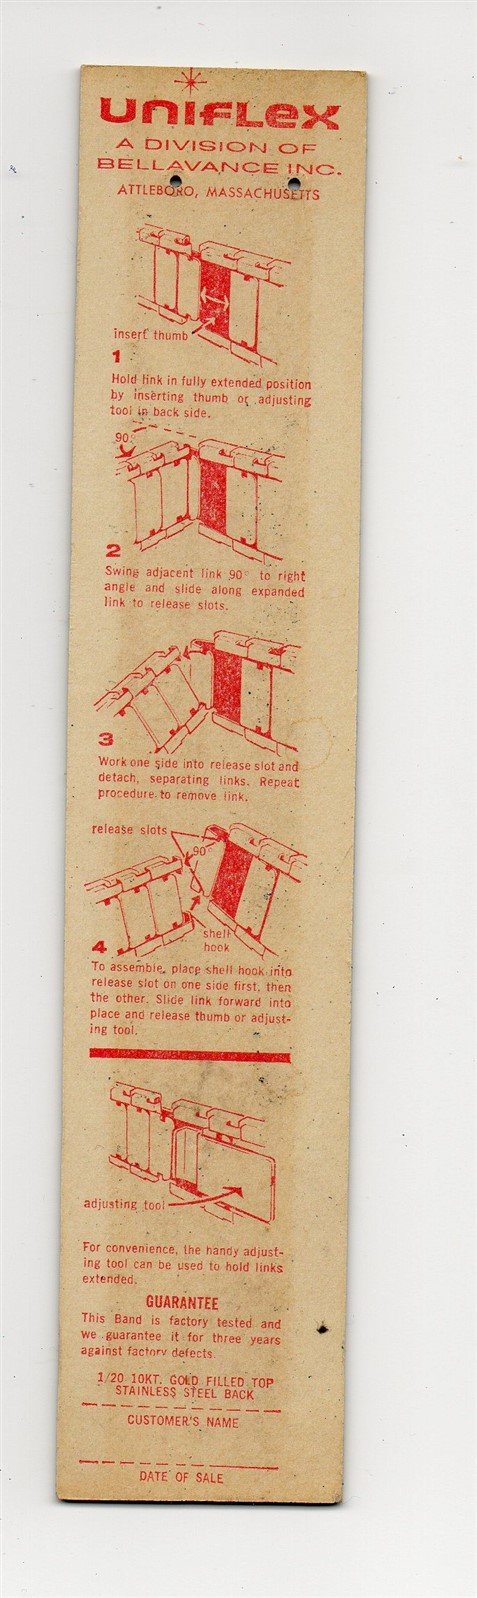 UNIFLEX
A DIVISION OF
BELLAVANCE INC.
ATTLEBORO, MASSACHUSETTS
insert thumb
1
Hold link in fully extended position
by inserting thumb or adjusting
tool in back side.
90°
2
Swing adjacent link 90° to right
angle and slide along expanded
link to release slots.
3
Work one side into release slot and
detach, separating links. Repeat
procedure to remove link.
release slots
90°
shell
hook
4
To assemble, place shell hook into
release slot on one side first, then
the other. Slide link forward into
place and release thumb or adjust-
ing tool.
adjusting tool
For convenience, the handy adjust-
ing tool can be used to hold links
extended.
GUARANTEE
This Band is factory tested and
we guarantee it for three years
against factory defects.
1/20 10KT. GOLD FILLED TOP
STAINLESS STEEL BACK
CUSTOMER'S NAME
DATE OF SALE